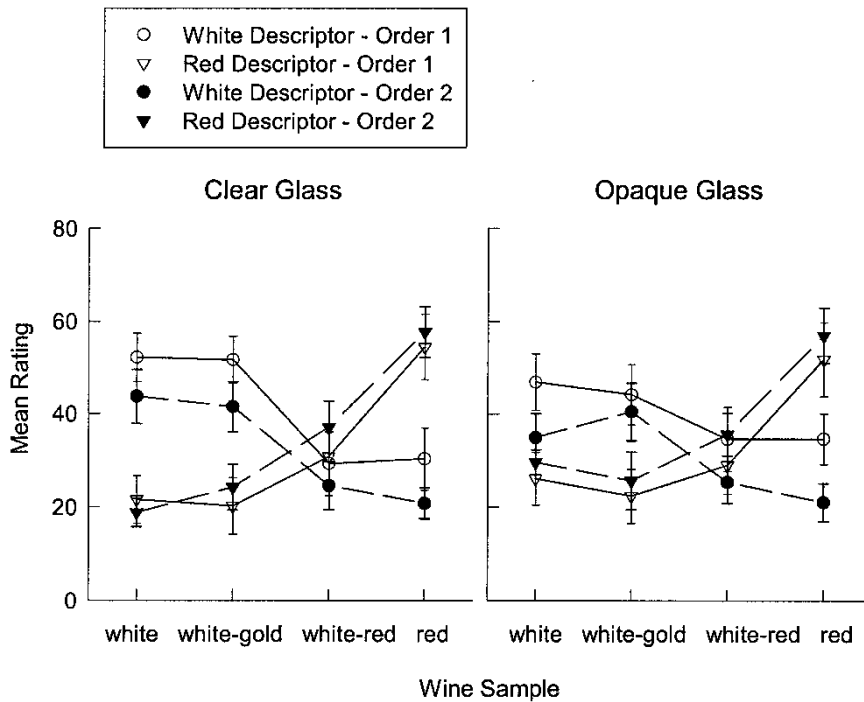 White Descriptor - Order 1
Red Descriptor - Order 1
White Descriptor - Order 2
Red Descriptor - Order 2
Clear Glass
Opaque Glass
80
60
40
20
0
Mean Rating
white white-gold white-red red
white white-gold white-red red
Wine Sample